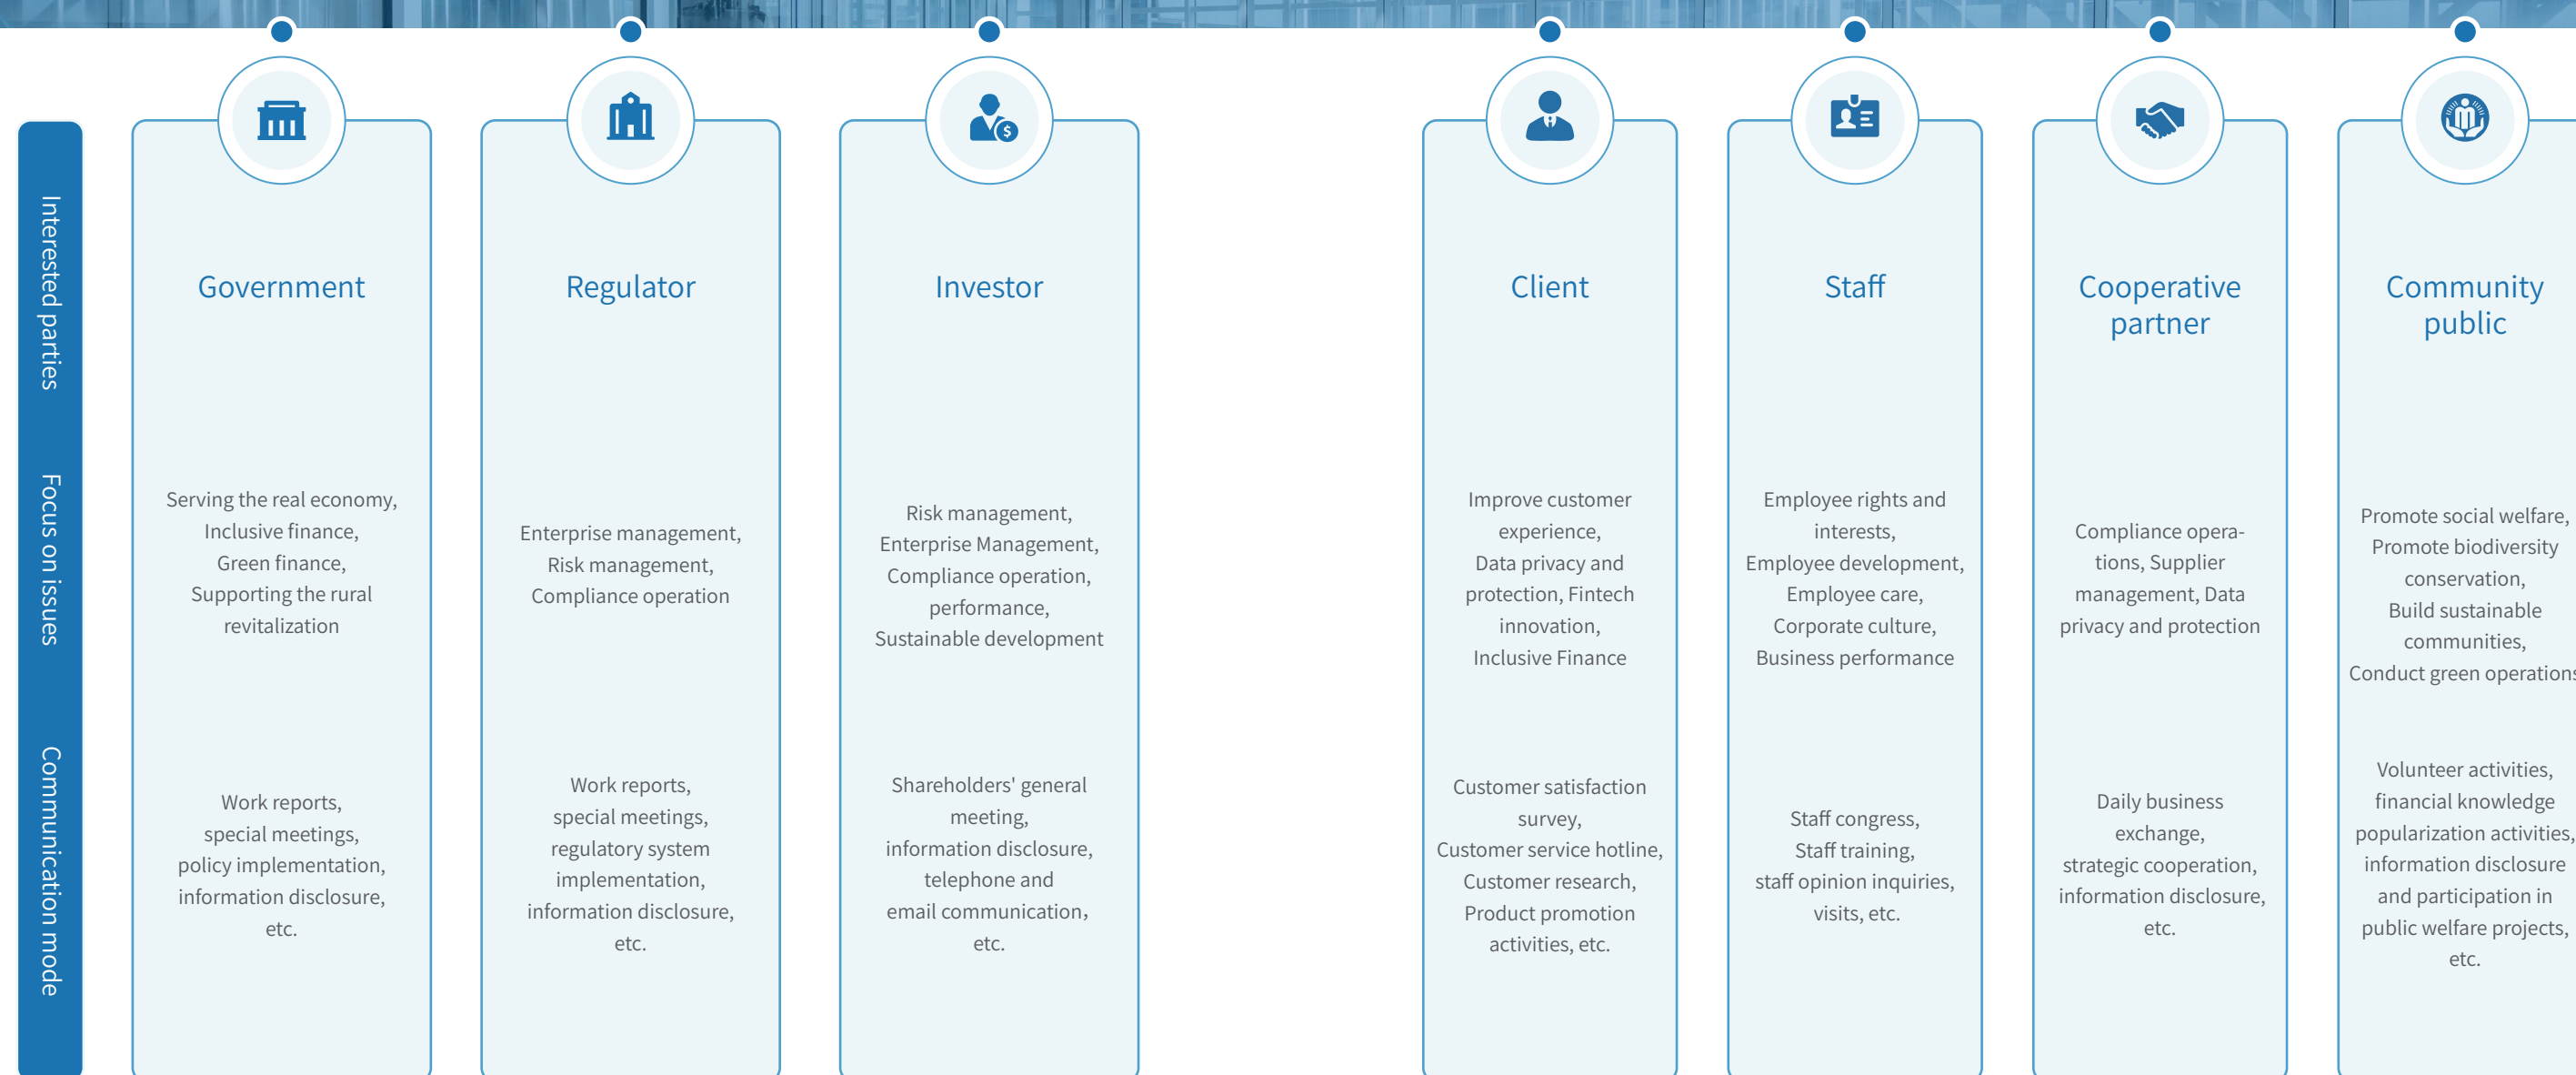 Interested parties
Focus on issues
Communication mode
Government
Serving the real economy,
Inclusive finance,
Green finance,
Supporting the rural
revitalization
Work reports,
special meetings,
policy implementation,
information disclosure,
etc.
Regulator
Enterprise management,
Risk management,
Compliance operation
Work reports,
special meetings,
regulatory system
implementation,
information disclosure,
etc.
Investor
Risk management,
Enterprise Management,
Compliance operation,
performance,
Sustainable development
Shareholders' general
meeting,
information disclosure,
telephone and
email communication，
etc.
Client
Improve customer
experience,
Data privacy and
protection, Fintech
innovation,
Inclusive Finance
Customer satisfaction
survey,
Customer service hotline,
Customer research,
Product promotion
activities, etc.
Staff
Employee rights and
interests,
Employee development,
Employee care,
Corporate culture,
Business performance
Staff congress,
Staff training,
staff opinion inquiries,
visits, etc.
Cooperative
partner
Compliance opera-
tions, Supplier
management, Data
privacy and protection
Daily business
exchange,
strategic cooperation,
information disclosure,
etc.
Community
public
Promote social welfare,
Promote biodiversity
conservation,
Build sustainable
communities,
Conduct green operations
Volunteer activities,
financial knowledge
popularization activities,
information disclosure
and participation in
public welfare projects,
etc.